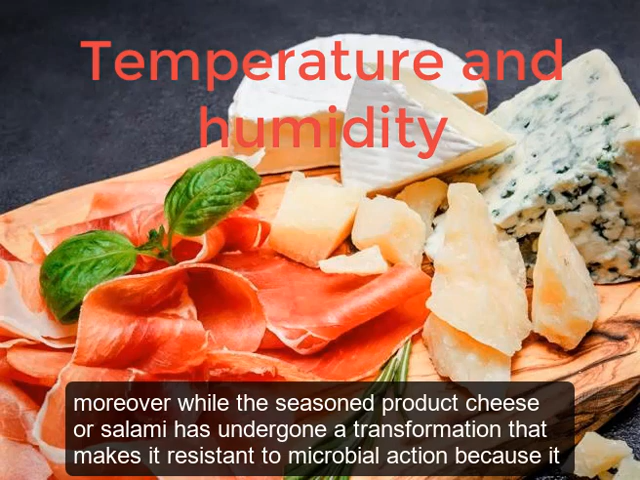 Temperature and
humidity
moreover while the seasoned product cheese
or salami has undergone a transformation that
makes it resistant to microbial action because it